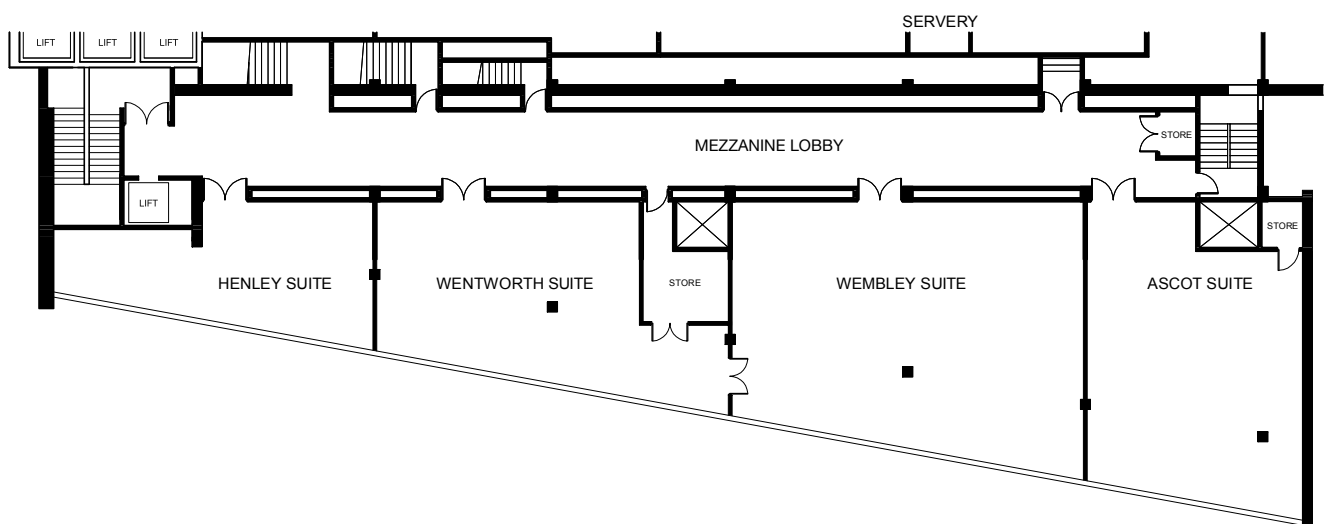 SERVERY
LIFT
LIFT
LIFT
STORE
MEZZANINE LOBBY
LIFT
STORE
HENLEY SUITE
WENTWORTH SUITE
STORE
WEMBLEY SUITE
ASCOT SUITE